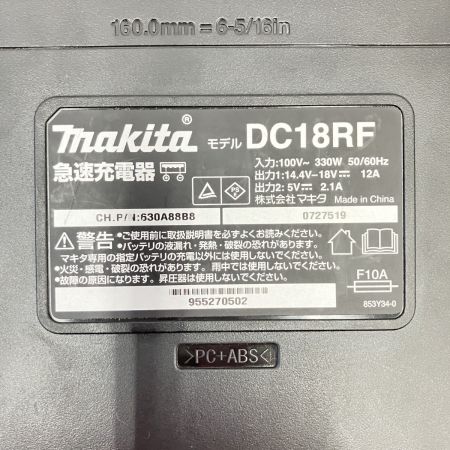 160.0mm = 6-5/16in
makita® モデル DC18RF
急速充電器
入力:100V~ 330W 50/60Hz
出力1:14.4V-18V⎓ 12A
出力2: 5V⎓ 2.1A
株式会社マキタ Made in China
CH.P/N:630A88B8 0727519
⚠警告 •ご使用前に取扱説明書を必ずよくお読みください。
•バッテリの液漏れ・発熱・破裂の恐れがあります。
マキタ専用の指定バッテリの充電以外には使用しないでください。
•火災・感電・破裂の恐れあり。雨中では使用しないでください。
•故障の原因になります。昇圧器は使用しないでください。
F10A
955270502
853Y34-0
>PC+ABS<